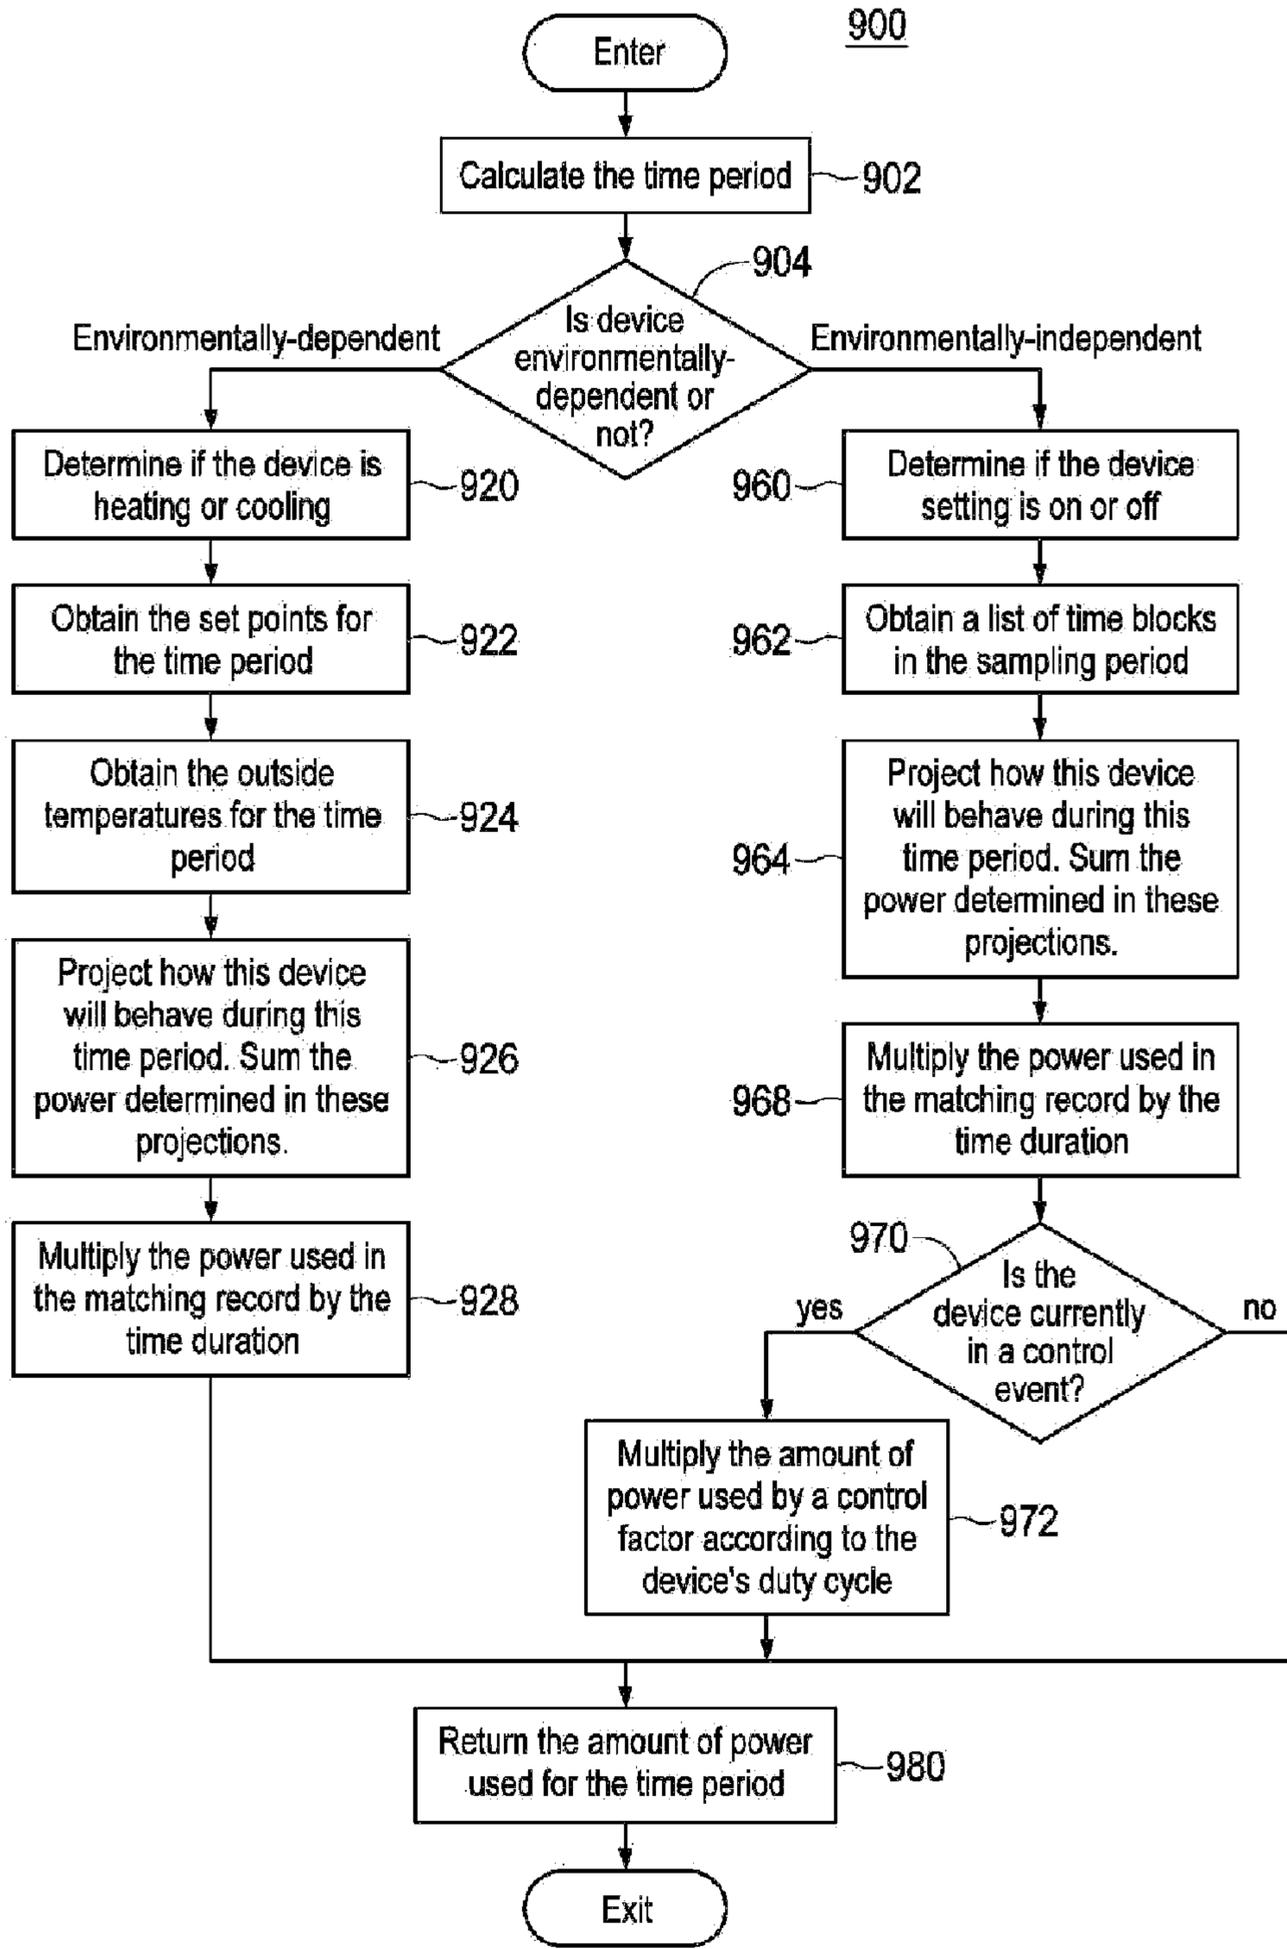 900
Enter
Calculate the time period
902
904
Is device
environmentally-
dependent or
not?
Environmentally-dependent
Environmentally-independent
Determine if the device is
heating or cooling
920
Obtain the set points for
the time period
922
Obtain the outside
temperatures for the time
period
924
Project how this device
will behave during this
time period. Sum the
power determined in these
projections.
926
Multiply the power used in
the matching record by the
time duration
928
Determine if the device
setting is on or off
960
Obtain a list of time blocks
in the sampling period
962
Project how this device
will behave during this
time period. Sum the
power determined in these
projections.
964
Multiply the power used in
the matching record by the
time duration
968
970
Is the
device currently
in a control
event?
yes
no
Multiply the amount of
power used by a control
factor according to the
device's duty cycle
972
Return the amount of power
used for the time period
980
Exit